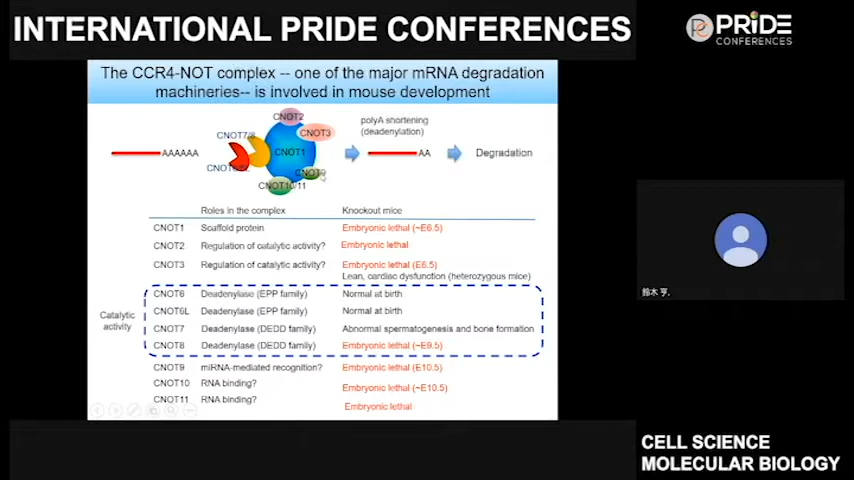 INTERNATIONAL PRIDE CONFERENCES
PRIDE
CONFERENCES
The CCR4-NOT complex -- one of the major mRNA degradation
machineries-- is involved in mouse development
CNOT2
CNOT7/8
CNOT3
polyA shortening
(deadenylation)
AAAAAA
CNOT1
AA
Degradation
CNOT9
CNOT10/11
Roles in the complex
Knockout mice
CNOT1 Scaffold protein Embryonic lethal (~E6.5)
CNOT2 Regulation of catalytic activity? Embryonic lethal
CNOT3 Regulation of catalytic activity? Embryonic lethal (E6.5)
Lean, cardiac dysfunction (heterozygous mice)
Catalytic
activity
CNOT6 Deadenylase (EPP family) Normal at birth
CNOT6L Deadenylase (EPP family) Normal at birth
CNOT7 Deadenylase (DEDD family) Abnormal spermatogenesis and bone formation
CNOT8 Deadenylase (DEDD family) Embryonic lethal (~E9.5)
CNOT9 miRNA-mediated recognition? Embryonic lethal (E10.5)
CNOT10 RNA binding? Embryonic lethal (~E10.5)
CNOT11 RNA binding? Embryonic lethal
鈴木 亨.
CELL SCIENCE
MOLECULAR BIOLOGY